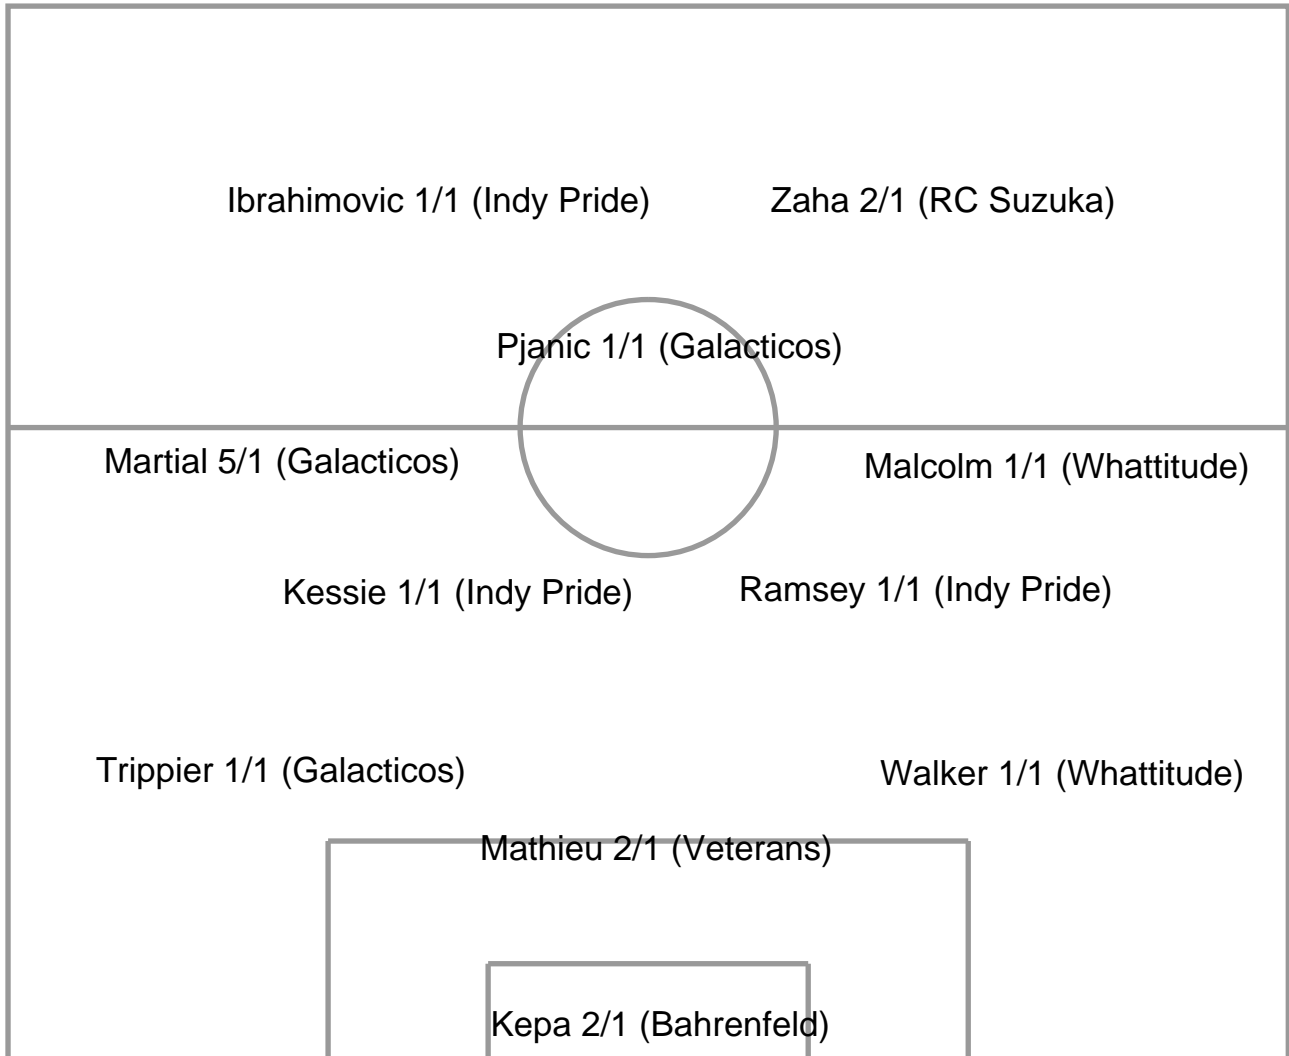 Ibrahimovic 1/1 (Indy Pride)
Zaha 2/1 (RC Suzuka)
Pjanic 1/1 (Galacticos)
Martial 5/1 (Galacticos)
Malcolm 1/1 (Whattitude)
Kessie 1/1 (Indy Pride)
Ramsey 1/1 (Indy Pride)
Trippier 1/1 (Galacticos)
Walker 1/1 (Whattitude)
Mathieu 2/1 (Veterans)
Kepa 2/1 (Bahrenfeld)